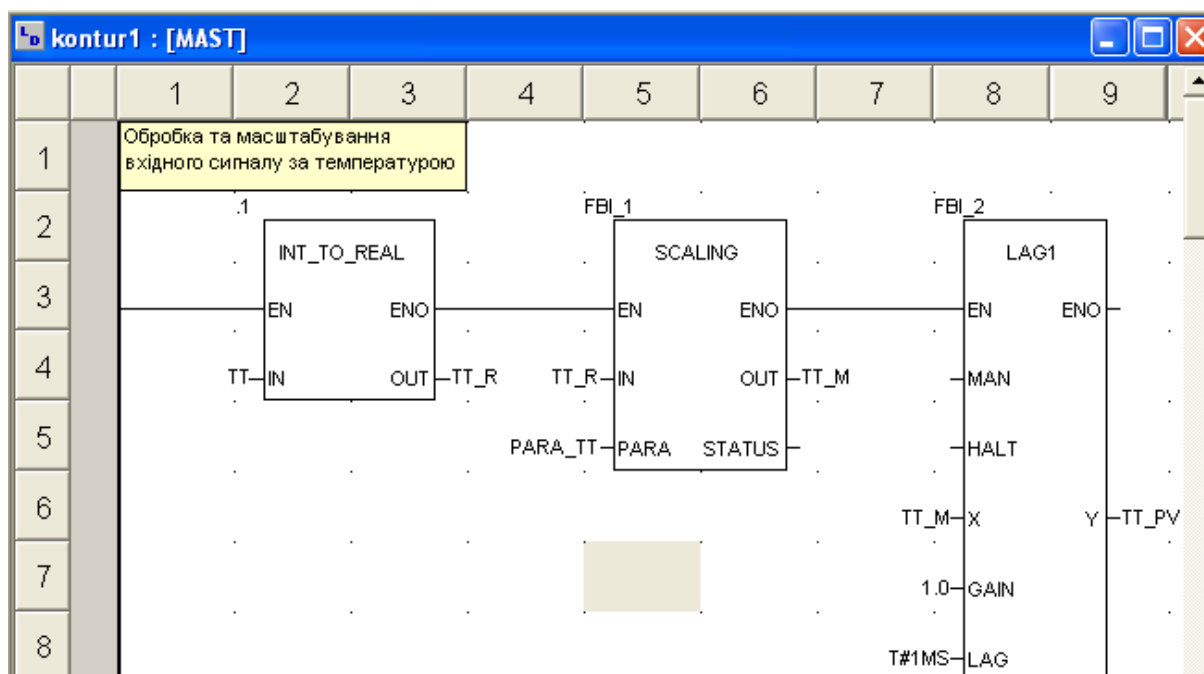 kontur1 : [MAST]
1 2 3 4 5 6 7 8 9
1
Обробка та масштабування
вхідного сигналу за температурою
2
.1 FBI_1 FBI_2
INT_TO_REAL SCALING LAG1
3
EN ENO EN ENO EN ENO
4
TT IN OUT TT_R TT_R IN OUT TT_M MAN
5
PARA_TT PARA STATUS HALT
6
TT_M X Y TT_PV
7
1.0 GAIN
8
T#1MS LAG